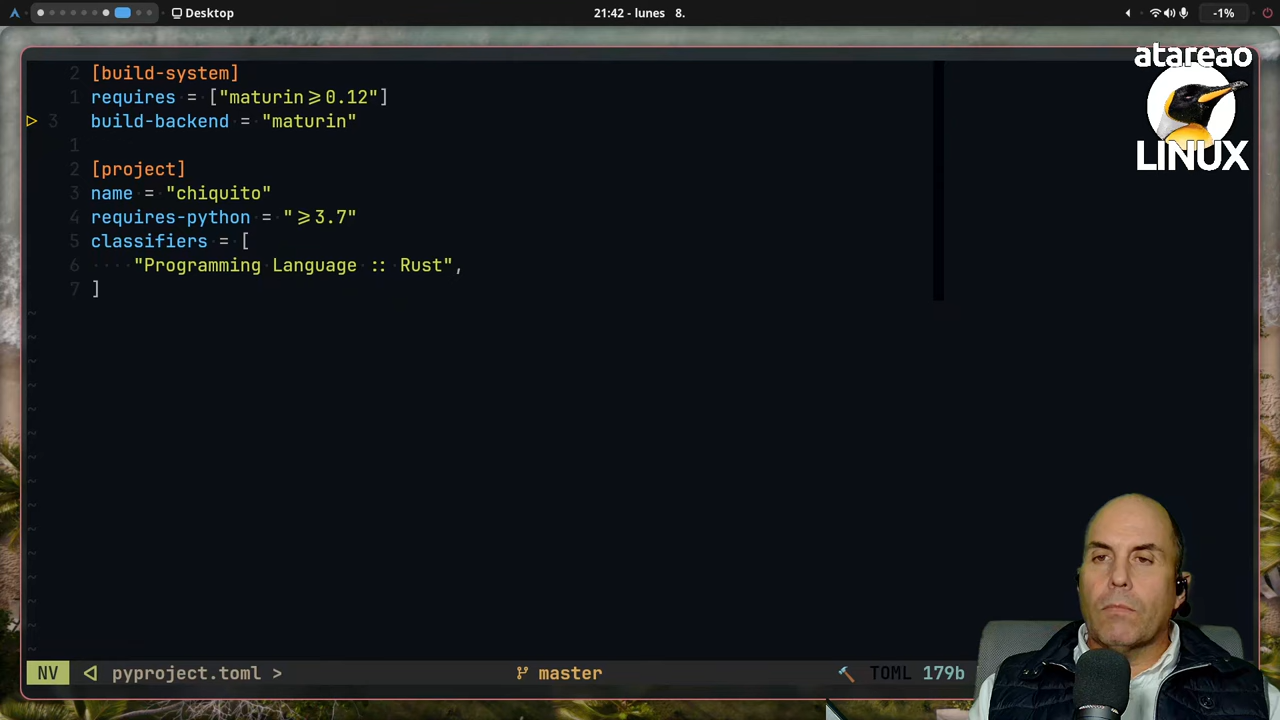 Desktop
21:42 - lunes 8.
-1%
atareao
LINUX
2 [build-system]
1 requires = ["maturin>=0.12"]
3 build-backend = "maturin"
1
2 [project]
3 name = "chiquito"
4 requires-python = ">=3.7"
5 classifiers = [
6 ····"Programming Language :: Rust",
7 ]
NV pyproject.toml > master TOML 179b